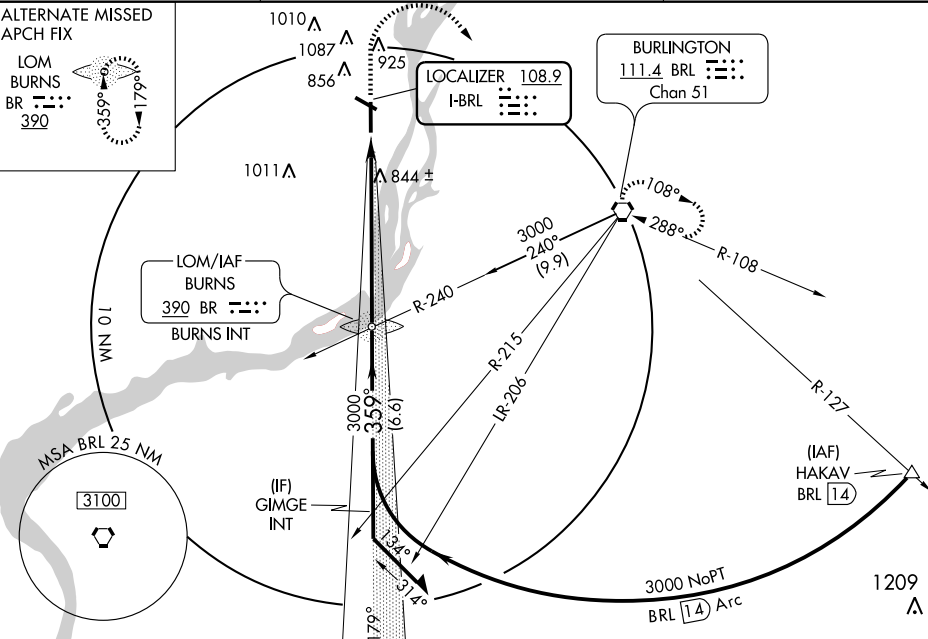 ALTERNATE MISSED
APCH FIX
LOM
BURNS
BR
390
359°
179°
1010
1087
856
925
LOCALIZER 108.9
I-BRL
BURLINGTON
111.4 BRL
Chan 51
1011
844 ±
108°
288°
R-108
3000
240°
(9.9)
R-240
LOM/IAF
BURNS
390 BR
BURNS INT
10 NM
R-215
LR-206
R-127
3000
359°
(6.6)
MSA BRL 25 NM
3100
(IF)
GIMGE
INT
(IAF)
HAKAV
BRL 14
134°
314°
179°
3000 NoPT
BRL 14 Arc
1209